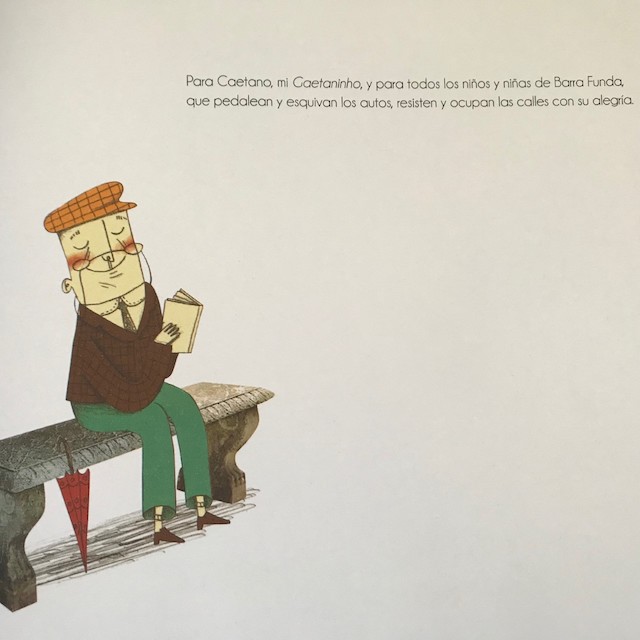 Para Caetano, mi Gaetaninho, y para todos los niños y niñas de Barra Funda,
que pedalean y esquivan los autos, resisten y ocupan las calles con su alegría.